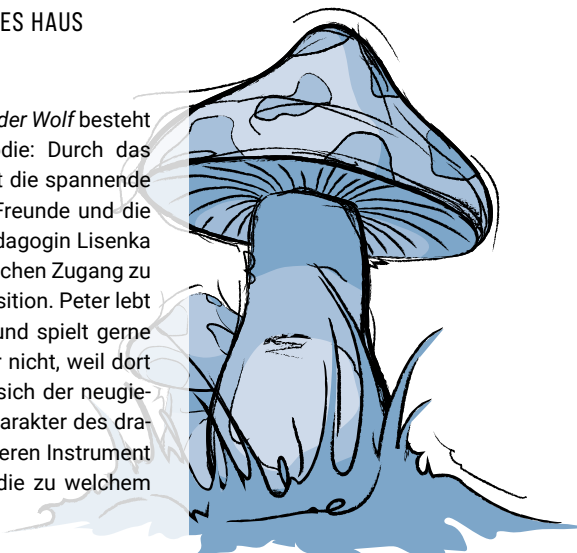 ES HAUS
der Wolf besteht
die: Durch das
t die spannende
Freunde und die
dagogin Lisenka
chen Zugang zu
sition. Peter lebt
und spielt gerne
r nicht, weil dort
sich der neugie-
arakter des dra-
eren Instrument
die zu welchem